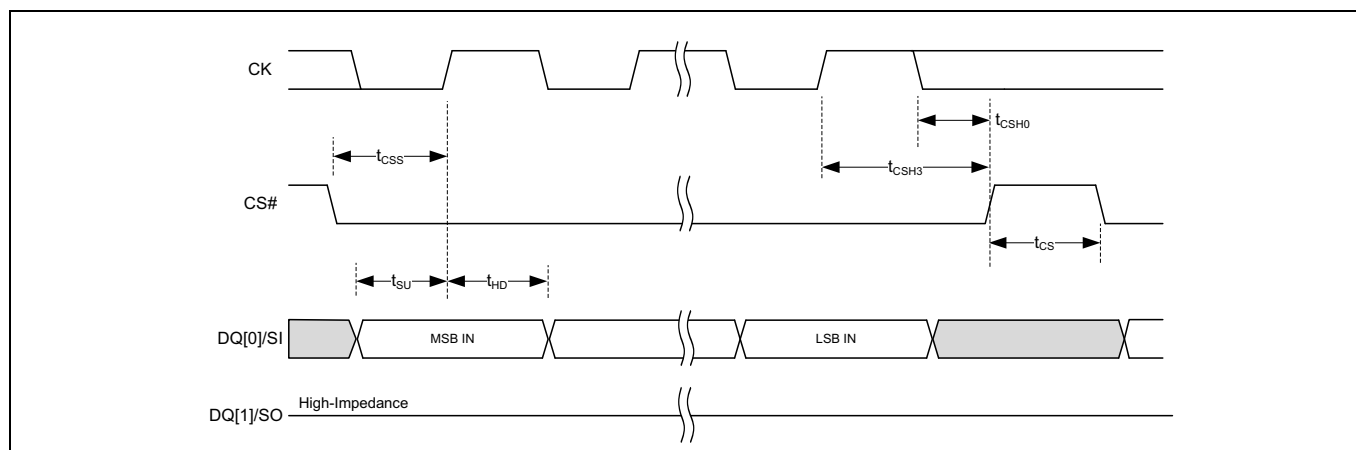 CK
tCSH0
tCSS
tCSH3
CS#
tCS
tSU
tHD
DQ[0]/SI
MSB IN
LSB IN
High-Impedance
DQ[1]/SO